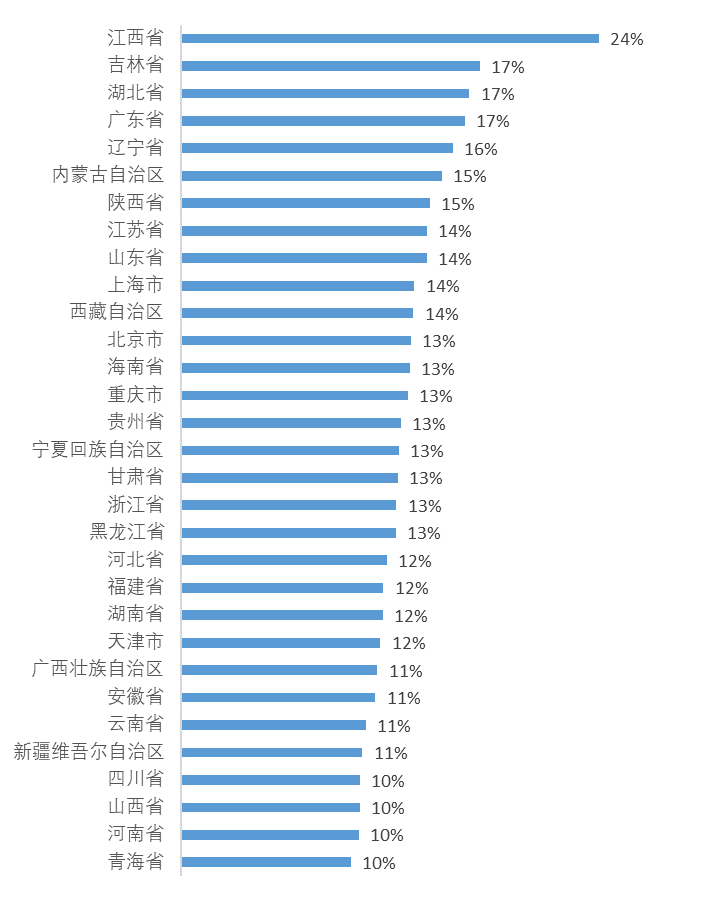 江西省 24%
吉林省 17%
湖北省 17%
广东省 17%
辽宁省 16%
内蒙古自治区 15%
陕西省 15%
江苏省 14%
山东省 14%
上海市 14%
西藏自治区 14%
北京市 13%
海南省 13%
重庆市 13%
贵州省 13%
宁夏回族自治区 13%
甘肃省 13%
浙江省 13%
黑龙江省 13%
河北省 12%
福建省 12%
湖南省 12%
天津市 12%
广西壮族自治区 11%
安徽省 11%
云南省 11%
新疆维吾尔自治区 11%
四川省 10%
山西省 10%
河南省 10%
青海省 10%